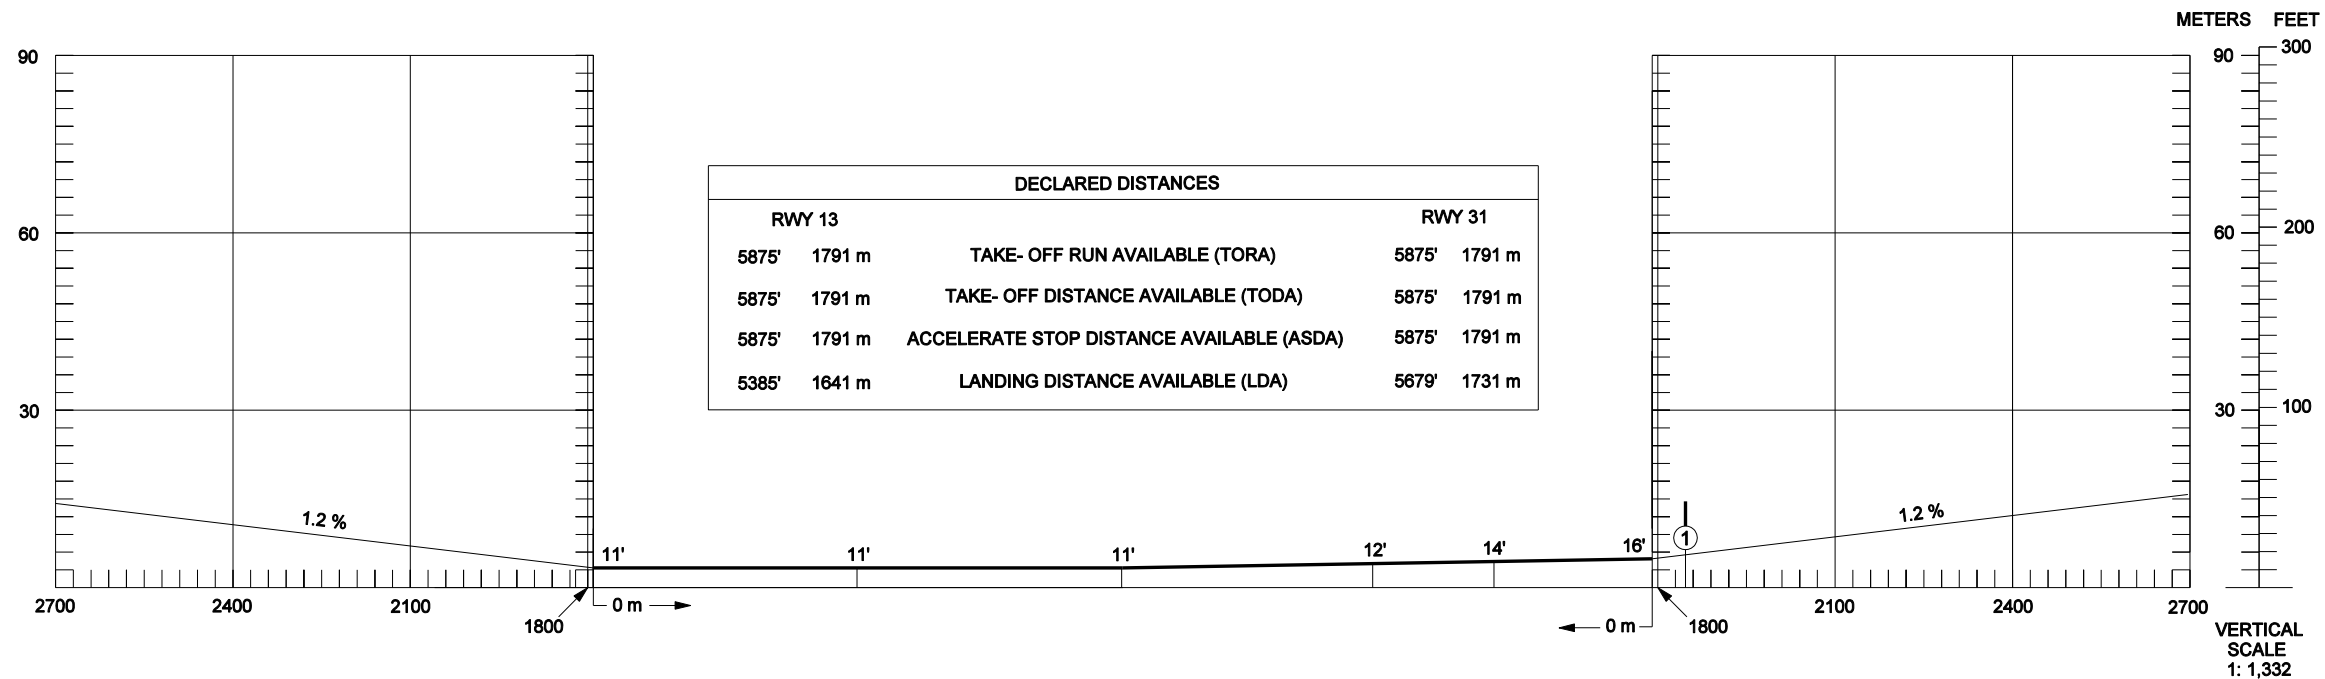 METERS FEET
90 90 300
DECLARED DISTANCES
RWY 13 RWY 31
60 60 200
5875' 1791 m TAKE- OFF RUN AVAILABLE (TORA) 5875' 1791 m
5875' 1791 m TAKE- OFF DISTANCE AVAILABLE (TODA) 5875' 1791 m
5875' 1791 m ACCELERATE STOP DISTANCE AVAILABLE (ASDA) 5875' 1791 m
5385' 1641 m LANDING DISTANCE AVAILABLE (LDA) 5679' 1731 m
30 30 100
1.2 % 1.2 %
11' 11' 11' 12' 14' 16' 1
2700 2400 2100 0 m 2100 2400 2700
1800 0 m 1800
VERTICAL
SCALE
1: 1,332